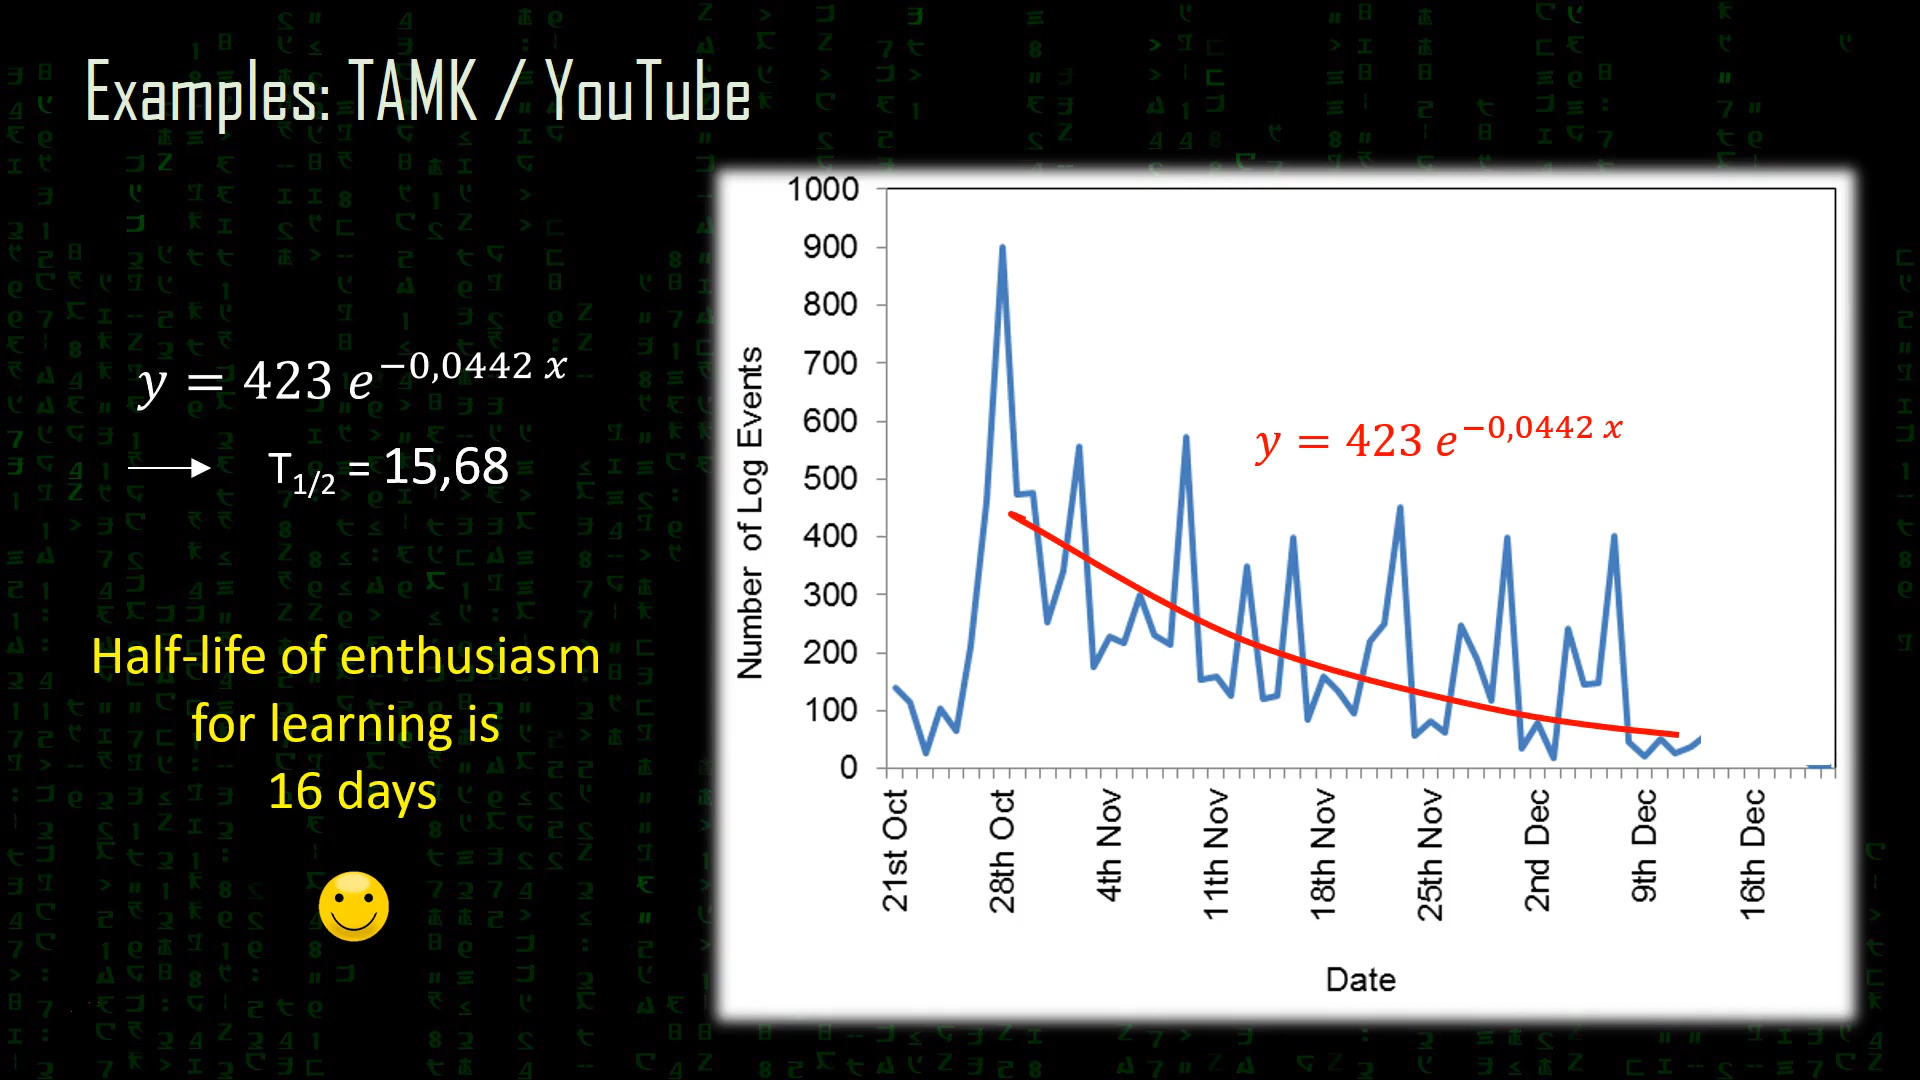 Examples: TAMK / YouTube
y = 423 e^−0,0442 x
T1/2 = 15,68
Half-life of enthusiasm
for learning is
16 days
1000
900
800
700
600
500
400
300
200
100
0
Number of Log Events
y = 423 e^−0,0442 x
21st Oct
28th Oct
4th Nov
11th Nov
18th Nov
25th Nov
2nd Dec
9th Dec
16th Dec
Date